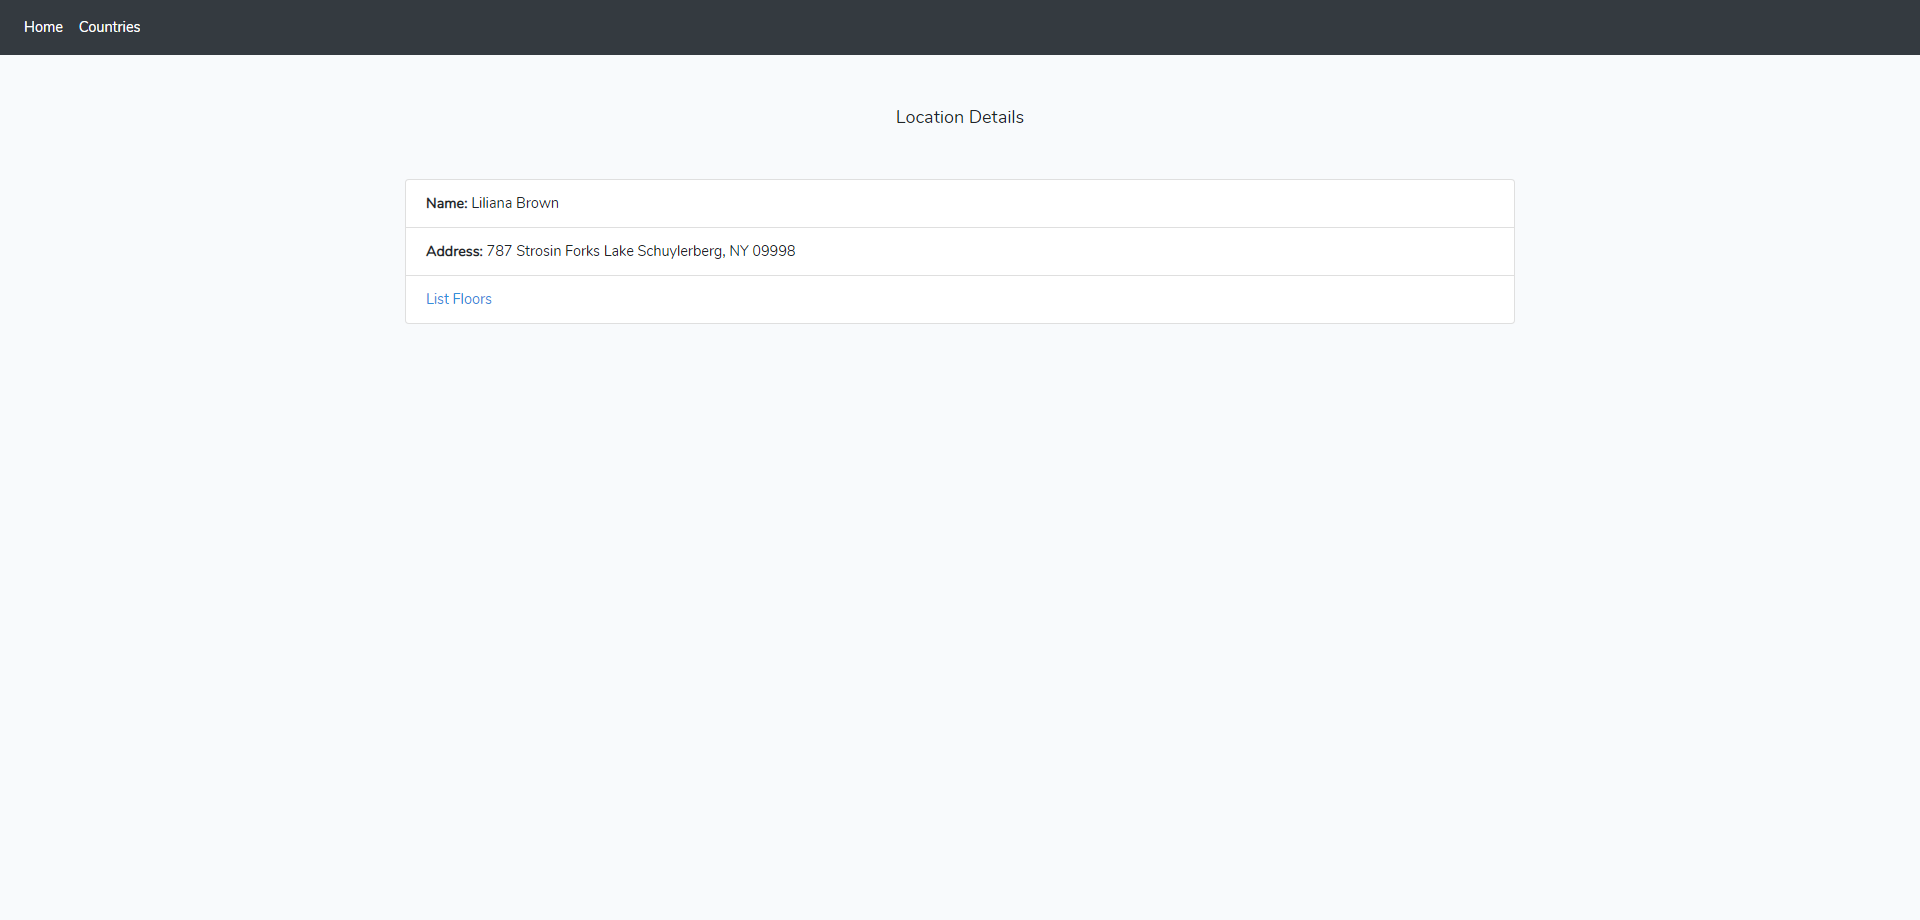 Home Countries
Location Details
Name: Liliana Brown
Address: 787 Strosin Forks Lake Schuylerberg, NY 09998
List Floors